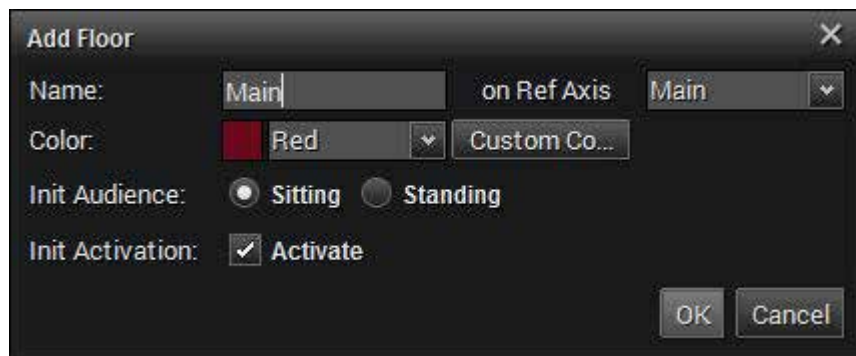 Add Floor
Name: Main on Ref Axis Main
Color: Red Custom Co...
Init Audience: Sitting Standing
Init Activation: Activate
OK Cancel